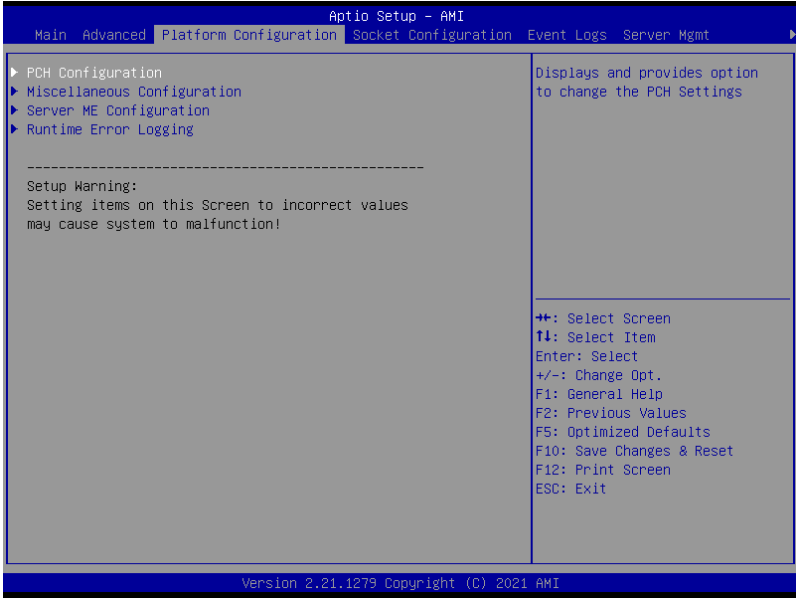 Aptio Setup - AMI
Main Advanced Platform Configuration Socket Configuration Event Logs Server Mgmt
PCH Configuration
Miscellaneous Configuration
Server ME Configuration
Runtime Error Logging
--------------------------------------------------
Setup Warning:
Setting items on this Screen to incorrect values
may cause system to malfunction!
Displays and provides option
to change the PCH Settings
→←: Select Screen
↑↓: Select Item
Enter: Select
+/-: Change Opt.
F1: General Help
F2: Previous Values
F5: Optimized Defaults
F10: Save Changes & Reset
F12: Print Screen
ESC: Exit
Version 2.21.1279 Copyright (C) 2021 AMI